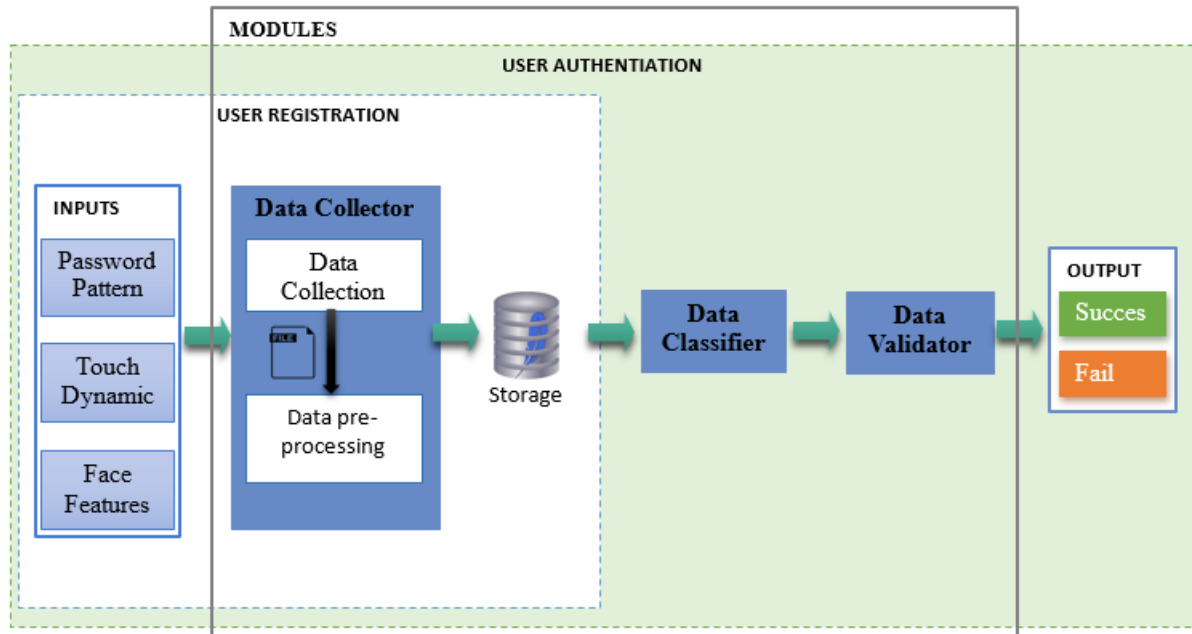 MODULES
USER AUTHENTIATION
USER REGISTRATION
INPUTS
Password
Pattern
Touch
Dynamic
Face
Features
Data Collector
Data
Collection
FILE
Data pre-
processing
Storage
Data
Classifier
Data
Validator
OUTPUT
Succes
Fail